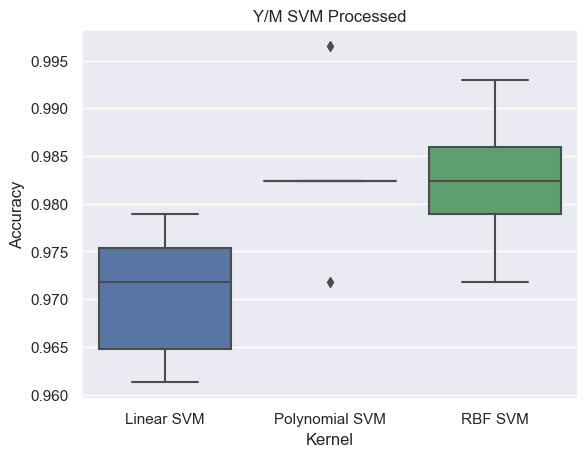 Y/M SVM Processed
Accuracy
0.995
0.990
0.985
0.980
0.975
0.970
0.965
0.960
Linear SVM
Polynomial SVM
RBF SVM
Kernel